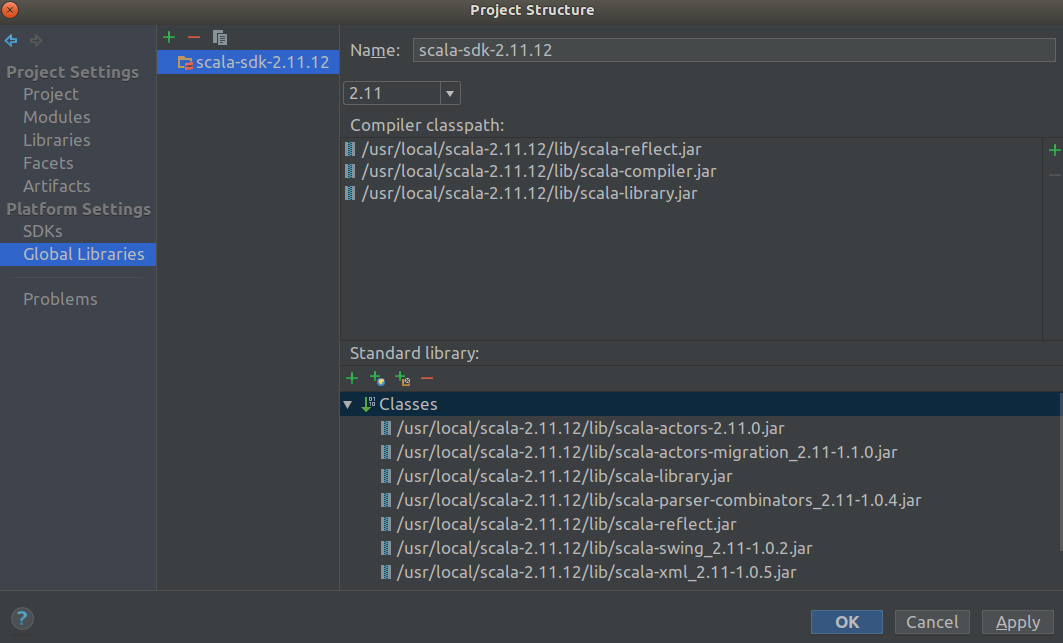 Project Structure
Project Settings
Project
Modules
Libraries
Facets
Artifacts
Platform Settings
SDKs
Global Libraries
Problems
scala-sdk-2.11.12
Name: scala-sdk-2.11.12
2.11
Compiler classpath:
/usr/local/scala-2.11.12/lib/scala-reflect.jar
/usr/local/scala-2.11.12/lib/scala-compiler.jar
/usr/local/scala-2.11.12/lib/scala-library.jar
Standard library:
Classes
/usr/local/scala-2.11.12/lib/scala-actors-2.11.0.jar
/usr/local/scala-2.11.12/lib/scala-actors-migration_2.11-1.1.0.jar
/usr/local/scala-2.11.12/lib/scala-library.jar
/usr/local/scala-2.11.12/lib/scala-parser-combinators_2.11-1.0.4.jar
/usr/local/scala-2.11.12/lib/scala-reflect.jar
/usr/local/scala-2.11.12/lib/scala-swing_2.11-1.0.2.jar
/usr/local/scala-2.11.12/lib/scala-xml_2.11-1.0.5.jar
?
OK Cancel Apply